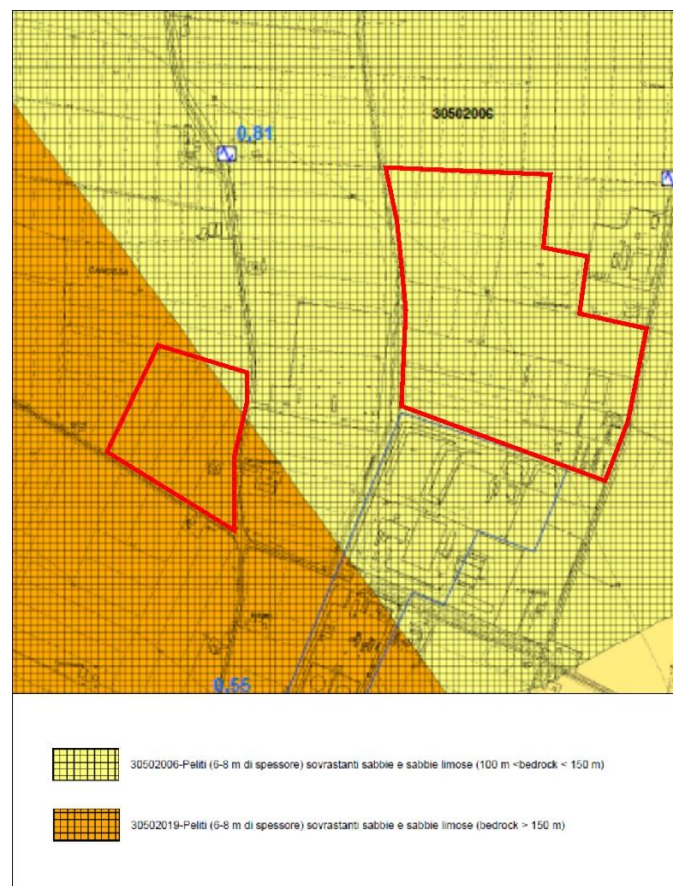 30502006
0,81
0,55
30502006-Peliti (6-8 m di spessore) sovrastanti sabbie e sabbie limose (100 m <bedrock < 150 m)
30502019-Peliti (6-8 m di spessore) sovrastanti sabbie e sabbie limose (bedrock > 150 m)